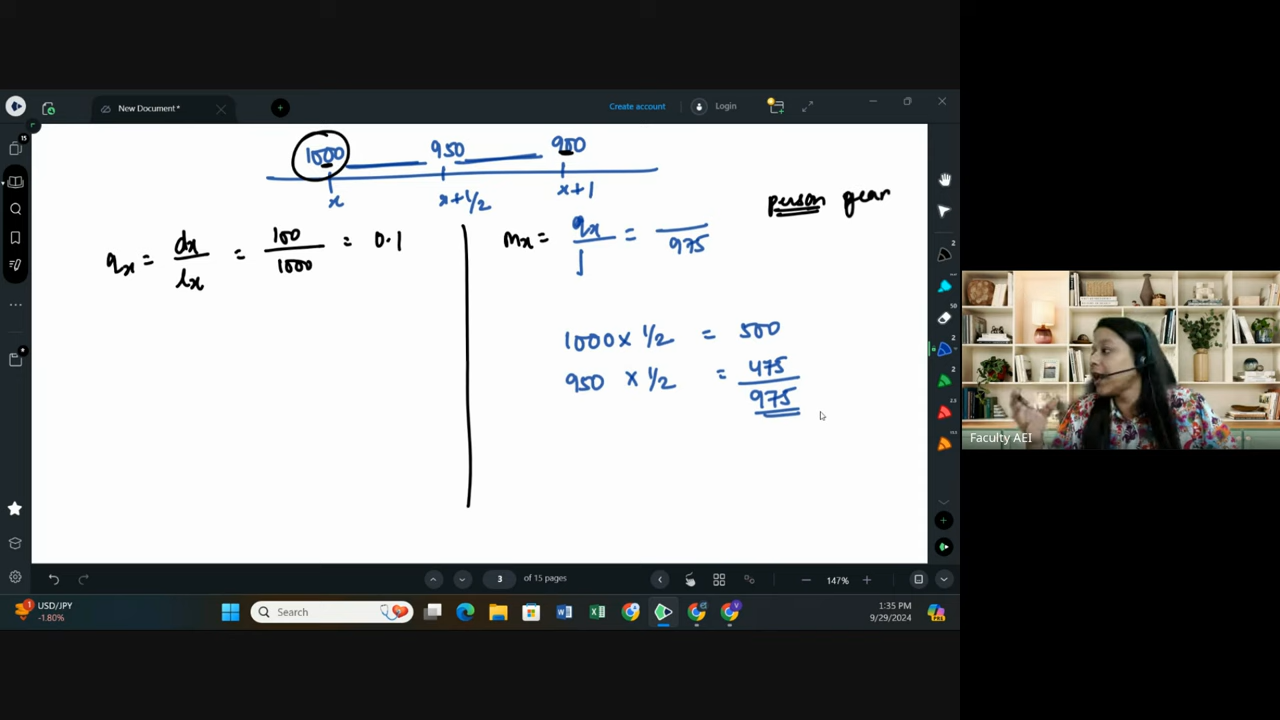 New Document*
Create account
Login
1000 950 900
x x+1/2 x+1
person year
qx = dx/lx = 100/1000 = 0.1
mx = qx/∫ = /975
1000 x 1/2 = 500
950 x 1/2 = 475
975
Faculty AEI
3 of 15 pages
147%
USD/JPY
-1.80%
Search
1:35 PM
9/29/2024